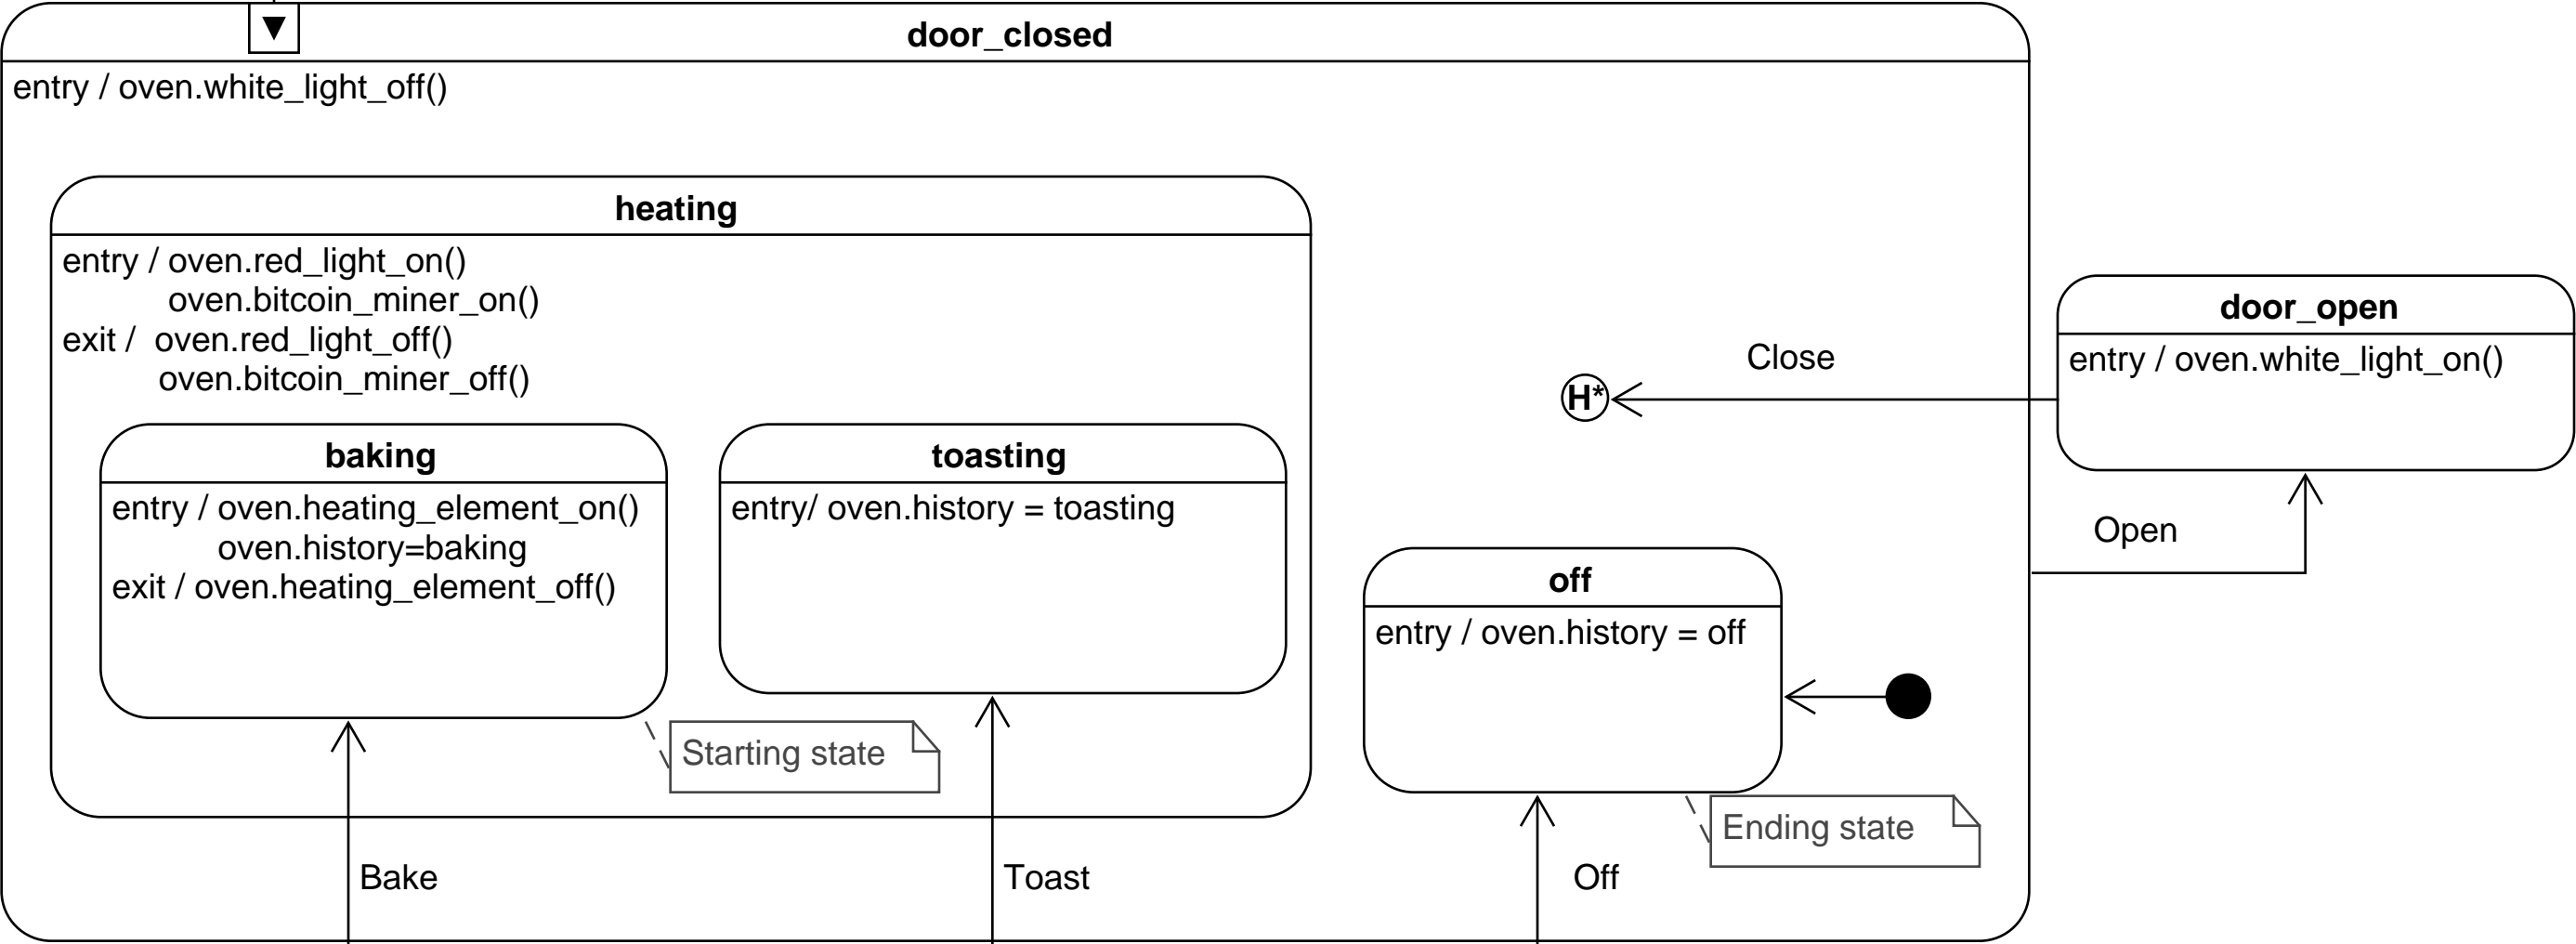 door_closed
entry / oven.white_light_off()
heating
entry / oven.red_light_on()
oven.bitcoin_miner_on()
exit /  oven.red_light_off()
oven.bitcoin_miner_off()
baking
entry / oven.heating_element_on()
oven.history=baking
exit / oven.heating_element_off()
toasting
entry/ oven.history = toasting
Starting state
Bake
Toast
H*
Close
off
entry / oven.history = off
Ending state
Off
door_open
entry / oven.white_light_on()
Open